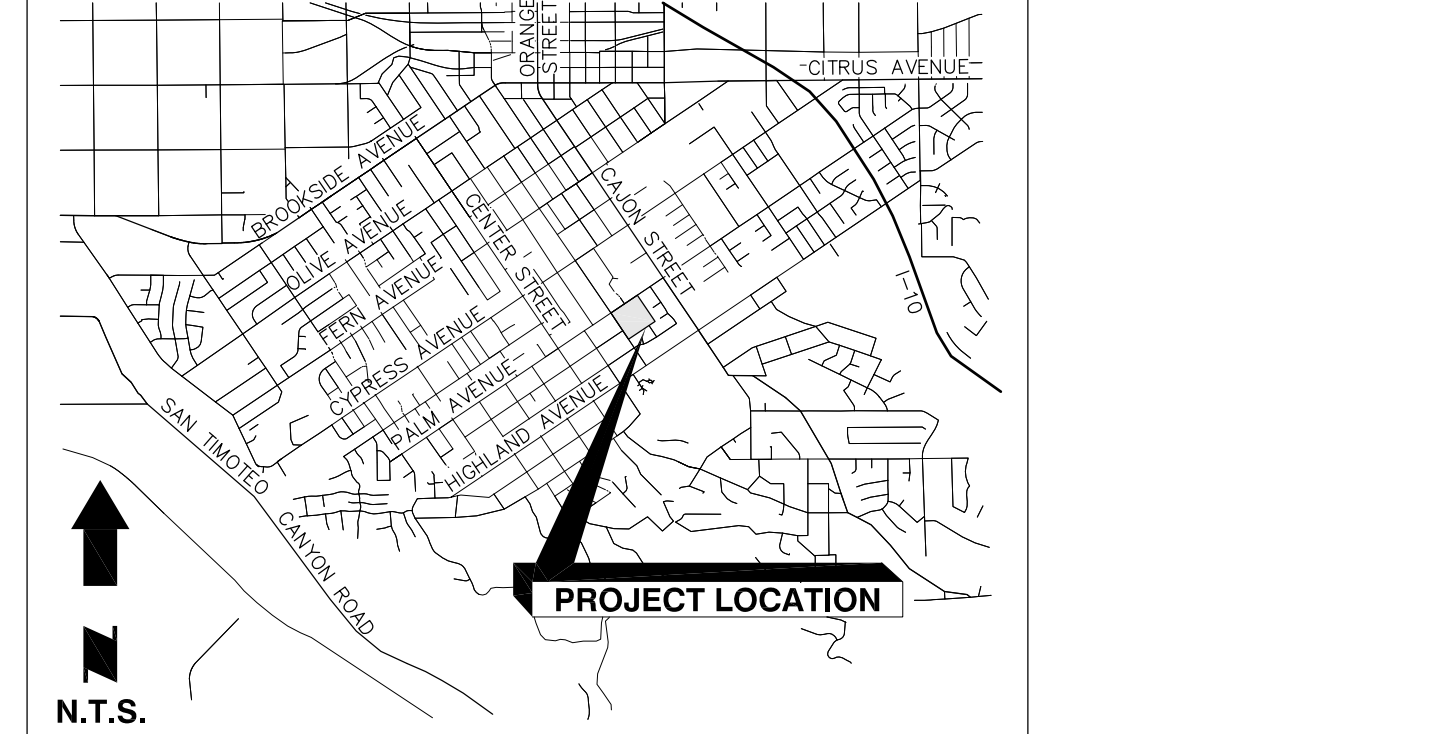 ORANGE
STREET
CITRUS AVENUE
BROOKSIDE AVENUE
OLIVE AVENUE
CENTER STREET
CAJON STREET
FERN AVENUE
I-10
CYPRESS AVENUE
PALM AVENUE
HIGHLAND AVENUE
SAN TIMOTEO
CANYON ROAD
PROJECT LOCATION
N
N.T.S.